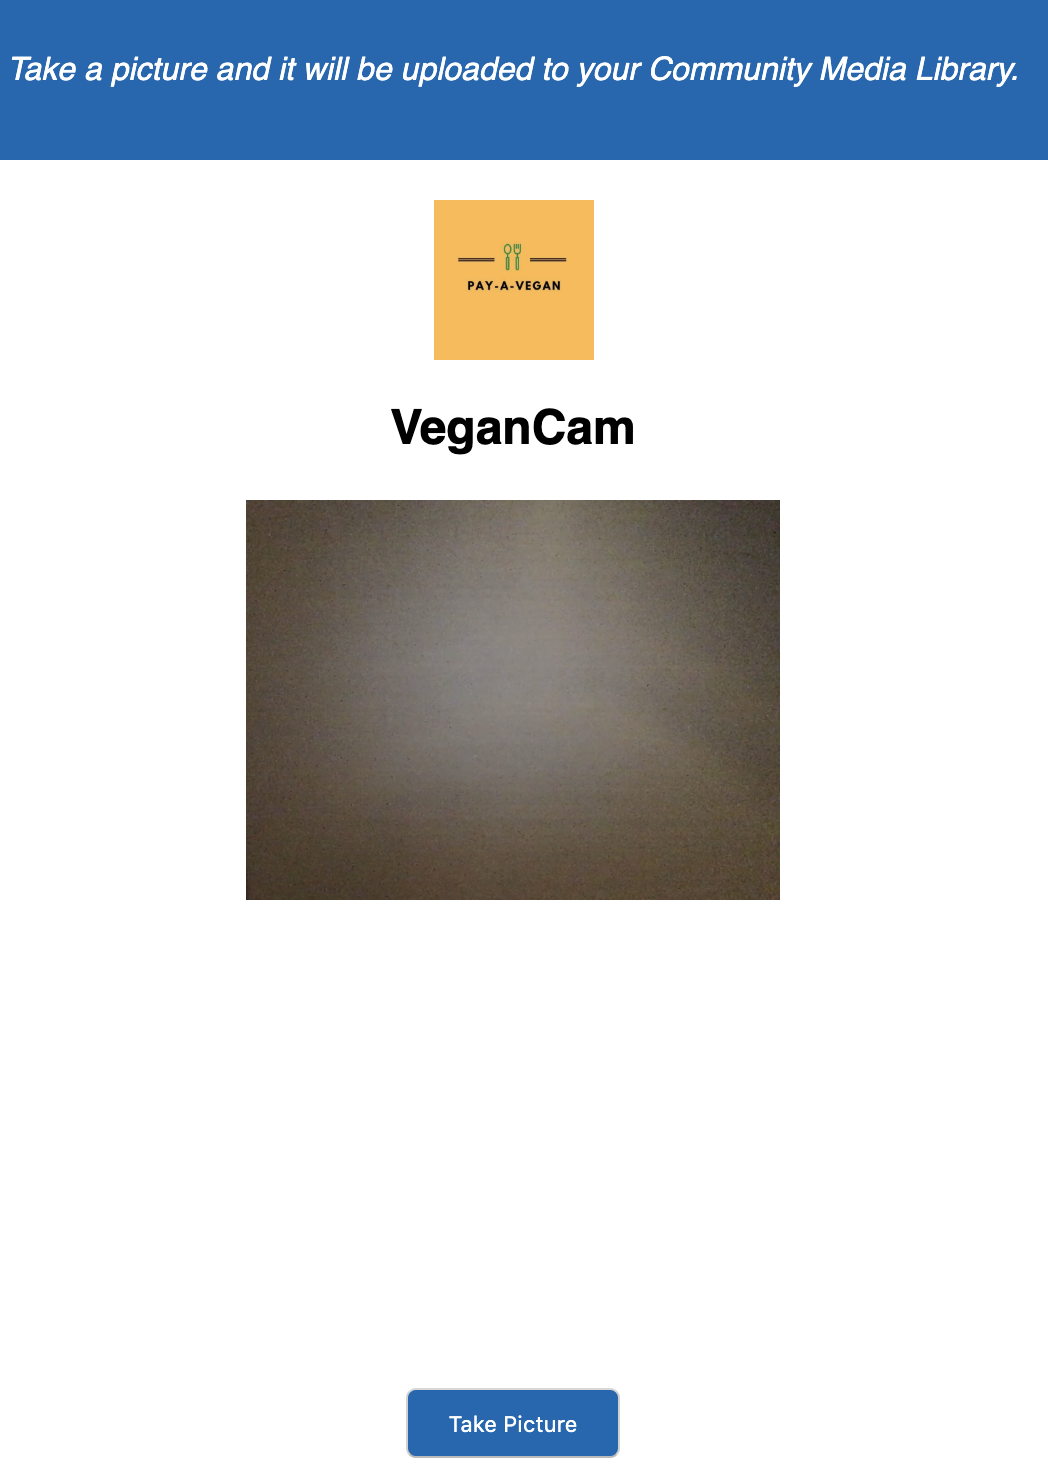 Take a picture and it will be uploaded to your Community Media Library.
PAY-A-VEGAN
VeganCam
Take Picture